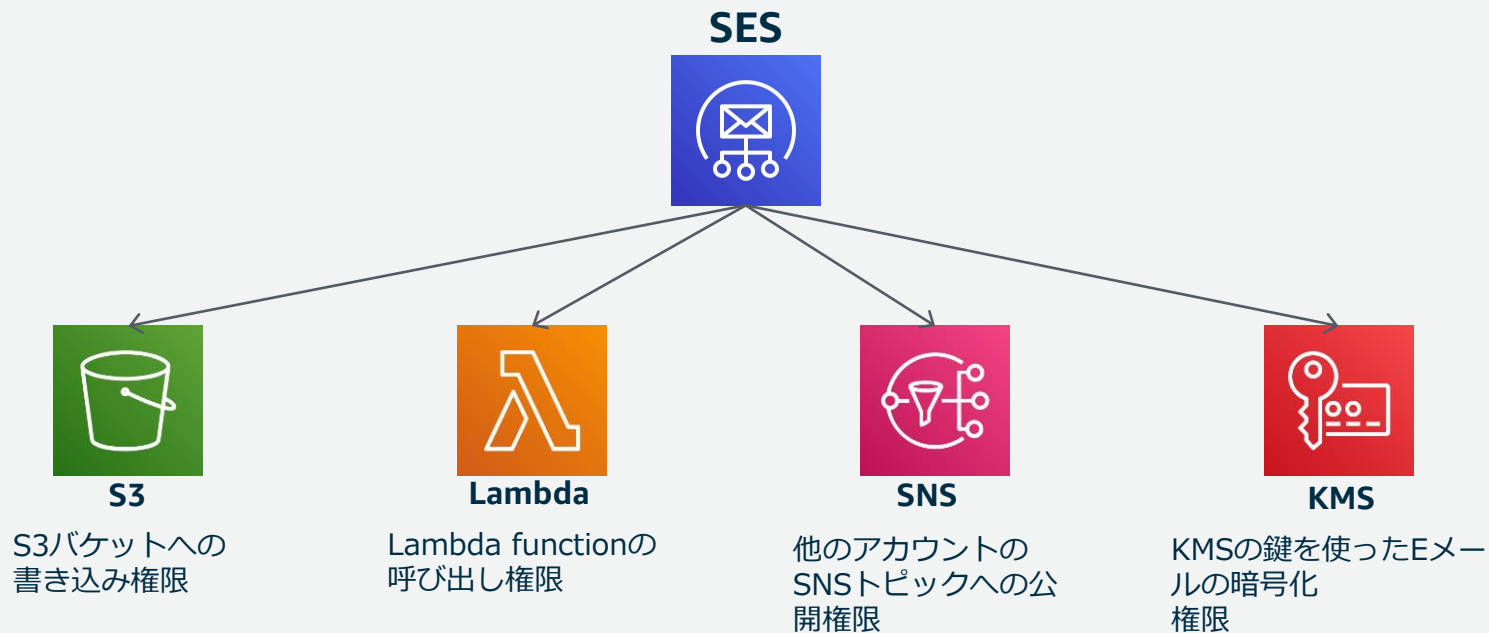 SES
S3
S3バケットへの
書き込み権限
Lambda
Lambda functionの
呼び出し権限
SNS
他のアカウントの
SNSトピックへの公
開権限
KMS
KMSの鍵を使ったEメー
ルの暗号化
権限